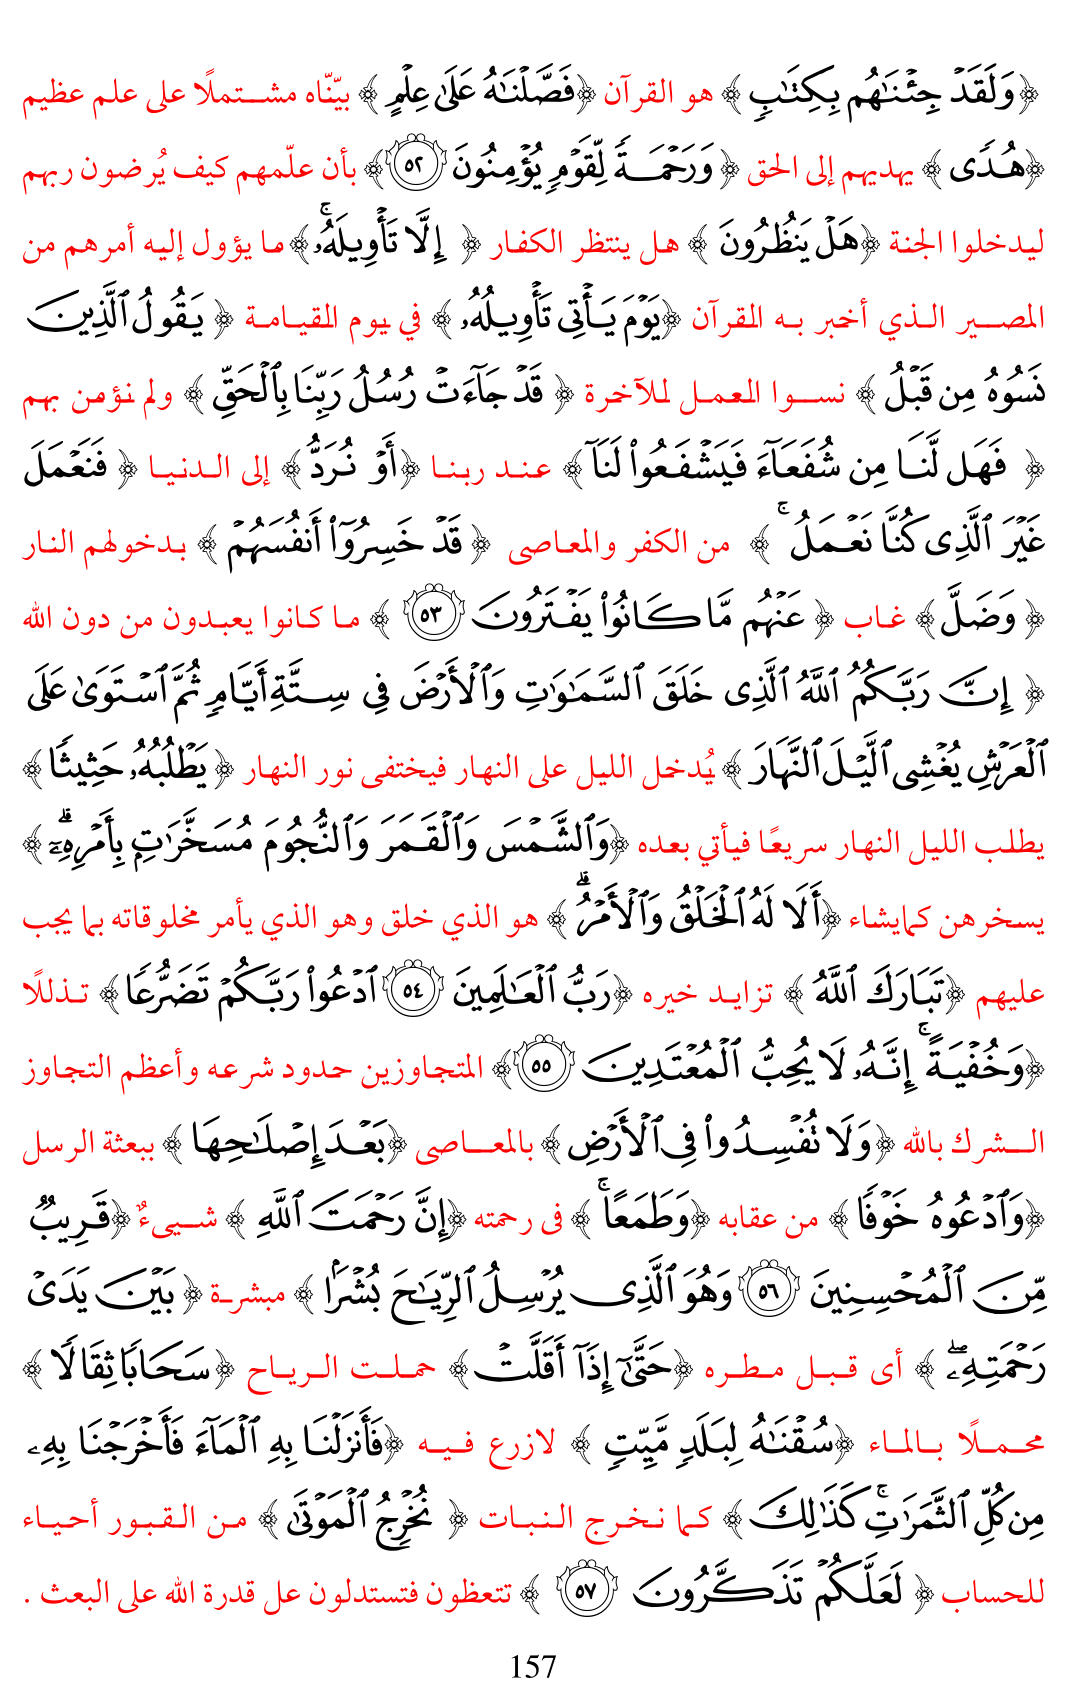 ﴿وَلَقَدۡ جِئۡنَٰهُم بِكِتَٰبٖ ﴾ هو القرآن ﴿فَصَّلۡنَٰهُ عَلَىٰ عِلۡمٍ ﴾ بيّنّاه مشتملًا على علم عظيم
﴿هُدٗى ﴾ يهديهم إلى الحق ﴿ وَرَحۡمَةٗ لِّقَوۡمٖ يُؤۡمِنُونَ ٥٢﴾ بأن علّمهم كيف يُرضون ربهم
ليدخلوا الجنة ﴿هَلۡ يَنظُرُونَ ﴾ هل ينتظر الكفار ﴿ إِلَّا تَأۡوِيلَهُۥۚ ﴾ ما يؤول إليه أمرهم من
المصير الذي أخبر به القرآن ﴿يَوۡمَ يَأۡتِي تَأۡوِيلُهُۥ ﴾ في يوم القيامة ﴿ يَقُولُ ٱلَّذِينَ
نَسُوهُ مِن قَبۡلُ ﴾ نسوا العمل للآخرة ﴿ قَدۡ جَآءَتۡ رُسُلُ رَبِّنَا بِٱلۡحَقِّ ﴾ ولم نؤمن بهم
﴿ فَهَل لَّنَا مِن شُفَعَآءَ فَيَشۡفَعُواْ لَنَآ ﴾ عند ربنا ﴿أَوۡ نُرَدُّ ﴾ إلى الدنيا ﴿ فَنَعۡمَلَ
غَيۡرَ ٱلَّذِي كُنَّا نَعۡمَلُۚ ﴾ من الكفر والمعاصى ﴿ قَدۡ خَسِرُوٓاْ أَنفُسَهُمۡ ﴾ بدخولهم النار
﴿ وَضَلَّ ﴾ غاب ﴿ عَنۡهُم مَّا كَانُواْ يَفۡتَرُونَ ٥٣ ﴾ ما كانوا يعبدون من دون الله
﴿ إِنَّ رَبَّكُمُ ٱللَّهُ ٱلَّذِي خَلَقَ ٱلسَّمَٰوَٰتِ وَٱلۡأَرۡضَ فِي سِتَّةِ أَيَّامٖ ثُمَّ ٱسۡتَوَىٰ عَلَى
ٱلۡعَرۡشِ يُغۡشِي ٱلَّيۡلَ ٱلنَّهَارَ ﴾ يُدخل الليل على النهار فيختفى نور النهار ﴿ يَطۡلُبُهُۥ حَثِيثٗا ﴾
يطلب الليل النهار سريعًا فيأتي بعده ﴿وَٱلشَّمۡسَ وَٱلۡقَمَرَ وَٱلنُّجُومَ مُسَخَّرَٰتِۭ بِأَمۡرِهِۦٓۗ ﴾
يسخرهن كمايشاء ﴿أَلَا لَهُ ٱلۡخَلۡقُ وَٱلۡأَمۡرُۗ ﴾ هو الذي خلق وهو الذي يأمر مخلوقاته بما يجب
عليهم ﴿تَبَارَكَ ٱللَّهُ ﴾ تزايد خيره ﴿رَبُّ ٱلۡعَٰلَمِينَ ٥٤ ٱدۡعُواْ رَبَّكُمۡ تَضَرُّعٗا ﴾ تذللًا
﴿وَخُفۡيَةًۚ إِنَّهُۥ لَا يُحِبُّ ٱلۡمُعۡتَدِينَ ٥٥ ﴾ المتجاوزين حدود شرعه وأعظم التجاوز
الشرك بالله ﴿وَلَا تُفۡسِدُواْ فِي ٱلۡأَرۡضِ ﴾ بالمعاصى ﴿بَعۡدَ إِصۡلَٰحِهَا ﴾ ببعثة الرسل
﴿وَٱدۡعُوهُ خَوۡفٗا ﴾ من عقابه ﴿وَطَمَعًاۚ ﴾ فى رحمته ﴿إِنَّ رَحۡمَتَ ٱللَّهِ ﴾ شيىءٌ ﴿قَرِيبٞ
مِّنَ ٱلۡمُحۡسِنِينَ ٥٦ وَهُوَ ٱلَّذِي يُرۡسِلُ ٱلرِّيَٰحَ بُشۡرَۢا ﴾ مبشرة ﴿ بَيۡنَ يَدَيۡ
رَحۡمَتِهِۦۖ ﴾ أى قبل مطره ﴿حَتَّىٰٓ إِذَآ أَقَلَّتۡ ﴾ حملت الرياح ﴿سَحَابٗا ثِقَالٗا ﴾
محملًا بالماء ﴿سُقۡنَٰهُ لِبَلَدٖ مَّيِّتٖ ﴾ لازرع فيه ﴿فَأَنزَلۡنَا بِهِ ٱلۡمَآءَ فَأَخۡرَجۡنَا بِهِۦ
مِن كُلِّ ٱلثَّمَرَٰتِۚ كَذَٰلِكَ ﴾ كما نخرج النبات ﴿ نُخۡرِجُ ٱلۡمَوۡتَىٰ ﴾ من القبور أحياء
للحساب ﴿ لَعَلَّكُمۡ تَذَكَّرُونَ ٥٧ ﴾ تتعظون فتستدلون عل قدرة الله على البعث .
157